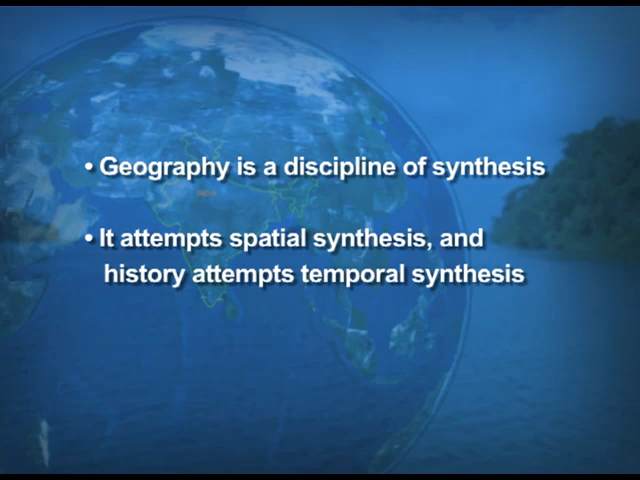 • Geography is a discipline of synthesis
• It attempts spatial synthesis, and
history attempts temporal synthesis